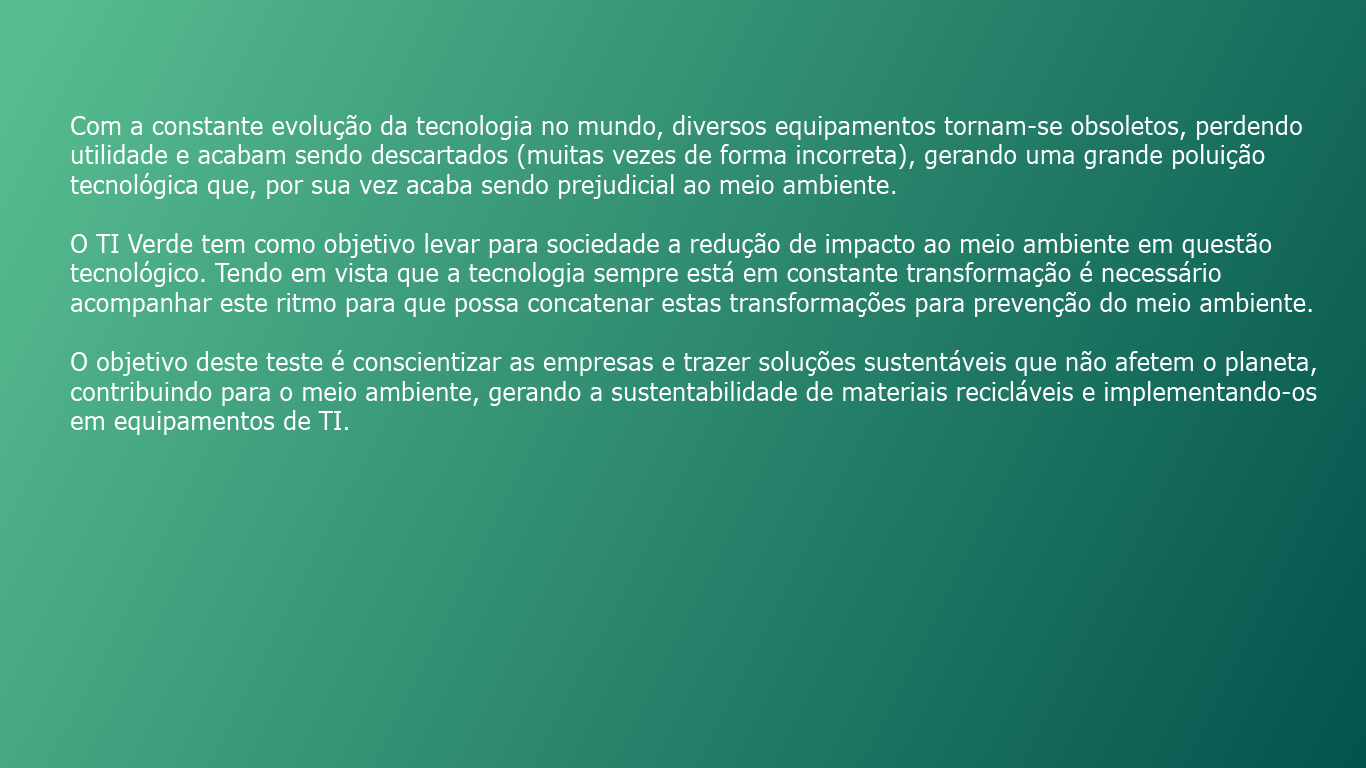 Com a constante evolução da tecnologia no mundo, diversos equipamentos tornam-se obsoletos, perdendo
utilidade e acabam sendo descartados (muitas vezes de forma incorreta), gerando uma grande poluição
tecnológica que, por sua vez acaba sendo prejudicial ao meio ambiente.
O TI Verde tem como objetivo levar para sociedade a redução de impacto ao meio ambiente em questão
tecnológico. Tendo em vista que a tecnologia sempre está em constante transformação é necessário
acompanhar este ritmo para que possa concatenar estas transformações para prevenção do meio ambiente.
O objetivo deste teste é conscientizar as empresas e trazer soluções sustentáveis que não afetem o planeta,
contribuindo para o meio ambiente, gerando a sustentabilidade de materiais recicláveis e implementando-os
em equipamentos de TI.